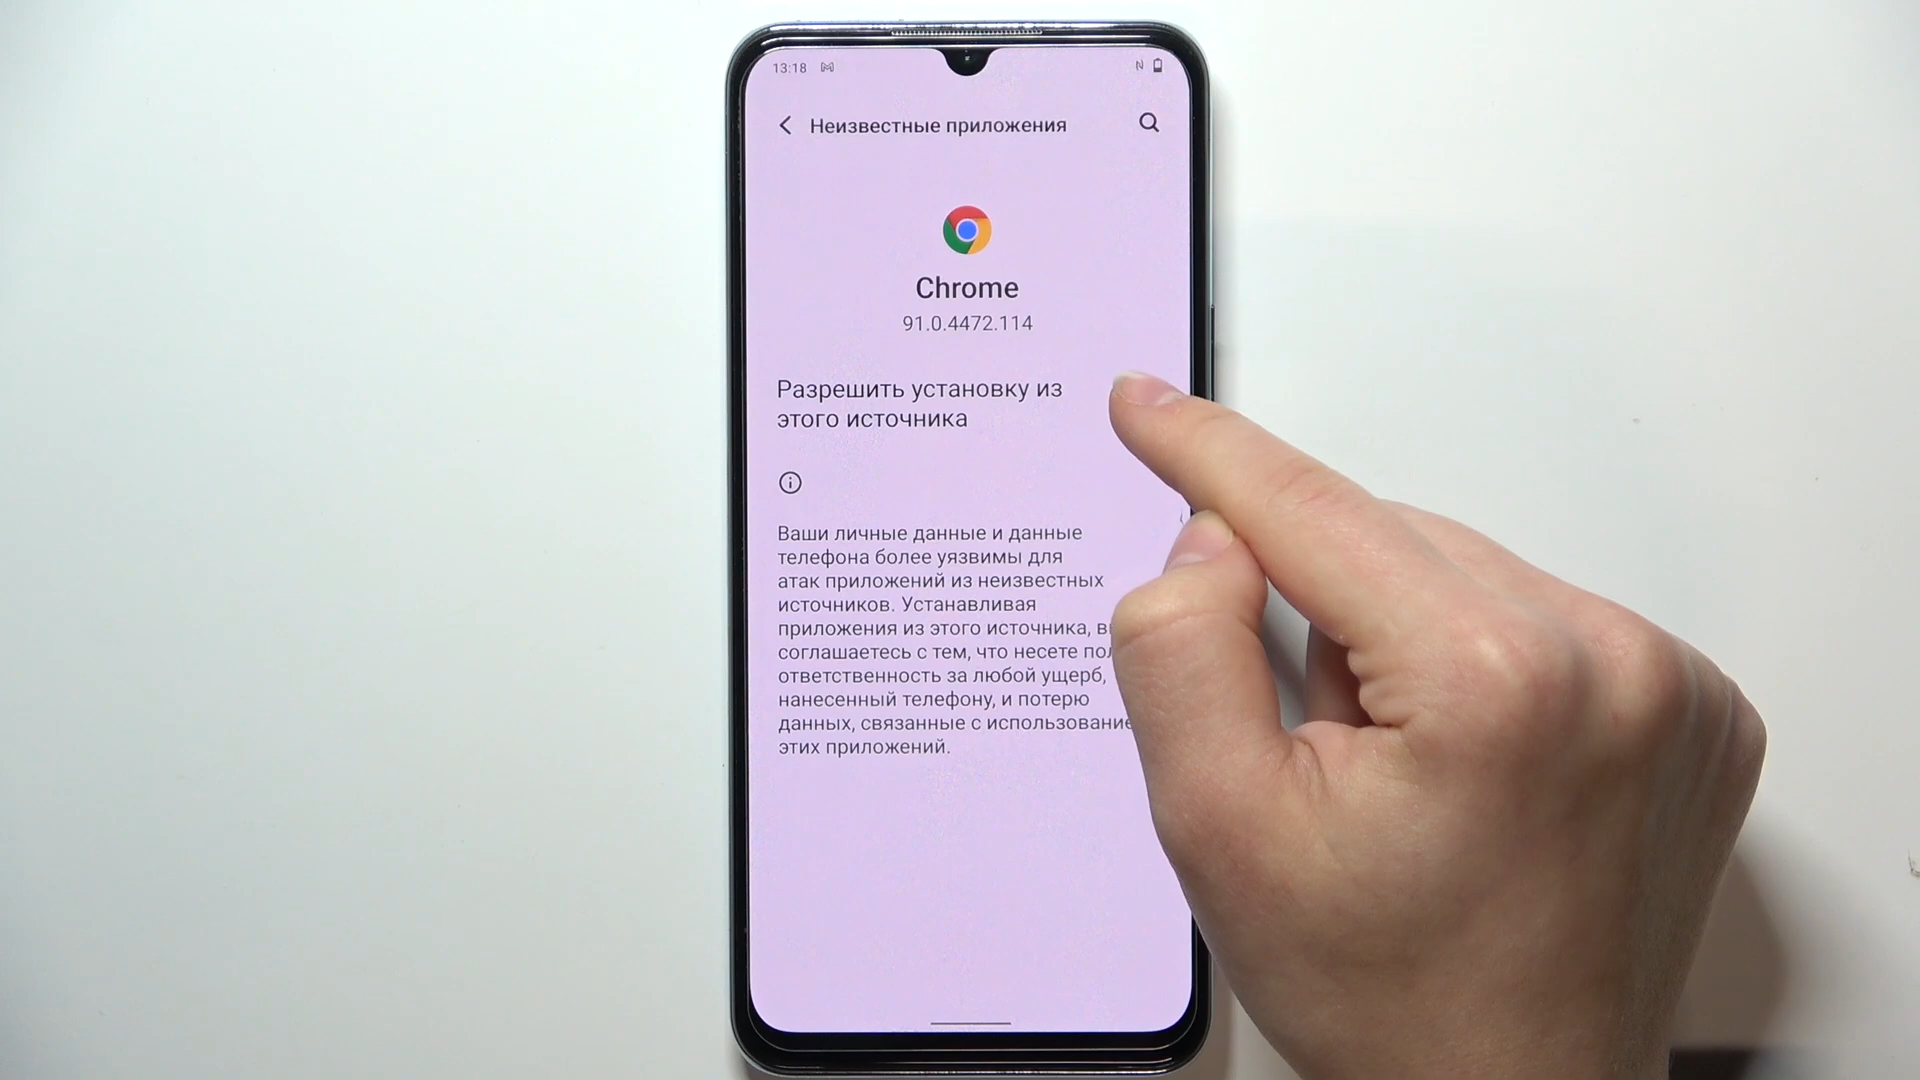 13:18
Неизвестные приложения
Chrome
91.0.4472.114
Разрешить установку из
этого источника
Ваши личные данные и данные
телефона более уязвимы для
атак приложений из неизвестных
источников. Устанавливая
приложения из этого источника,
соглашаетесь с тем, что несете
ответственность за любой ущерб,
нанесенный телефону, и потерю
данных, связанные с
этих приложений.